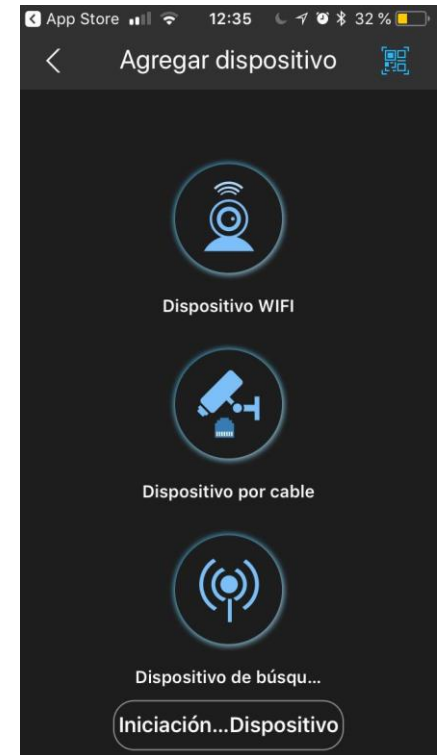 App Store 12:35 32 %
Agregar dispositivo
Dispositivo WIFI
Dispositivo por cable
Dispositivo de búsqu...
Iniciación...Dispositivo